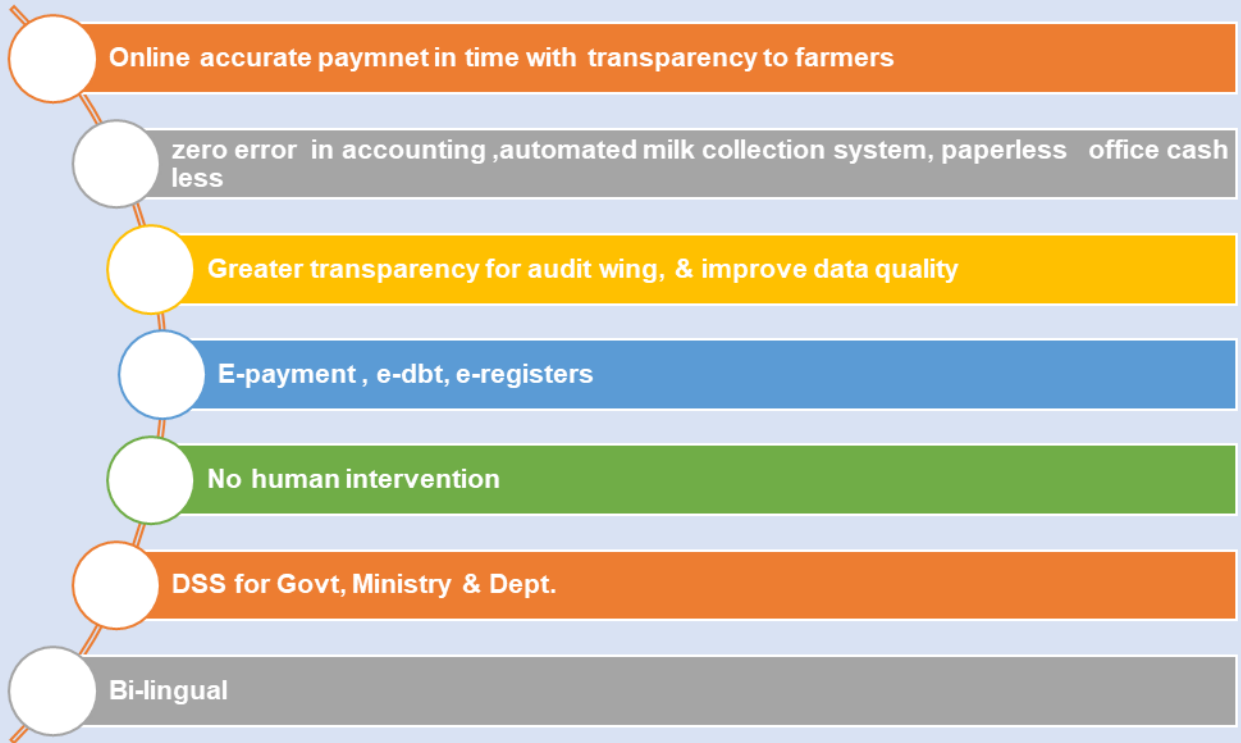 Online accurate paymnet in time with transparency to farmers
zero error in accounting ,automated milk collection system, paperless office cash
less
Greater transparency for audit wing, & improve data quality
E-payment , e-dbt, e-registers
No human intervention
DSS for Govt, Ministry & Dept.
Bi-lingual